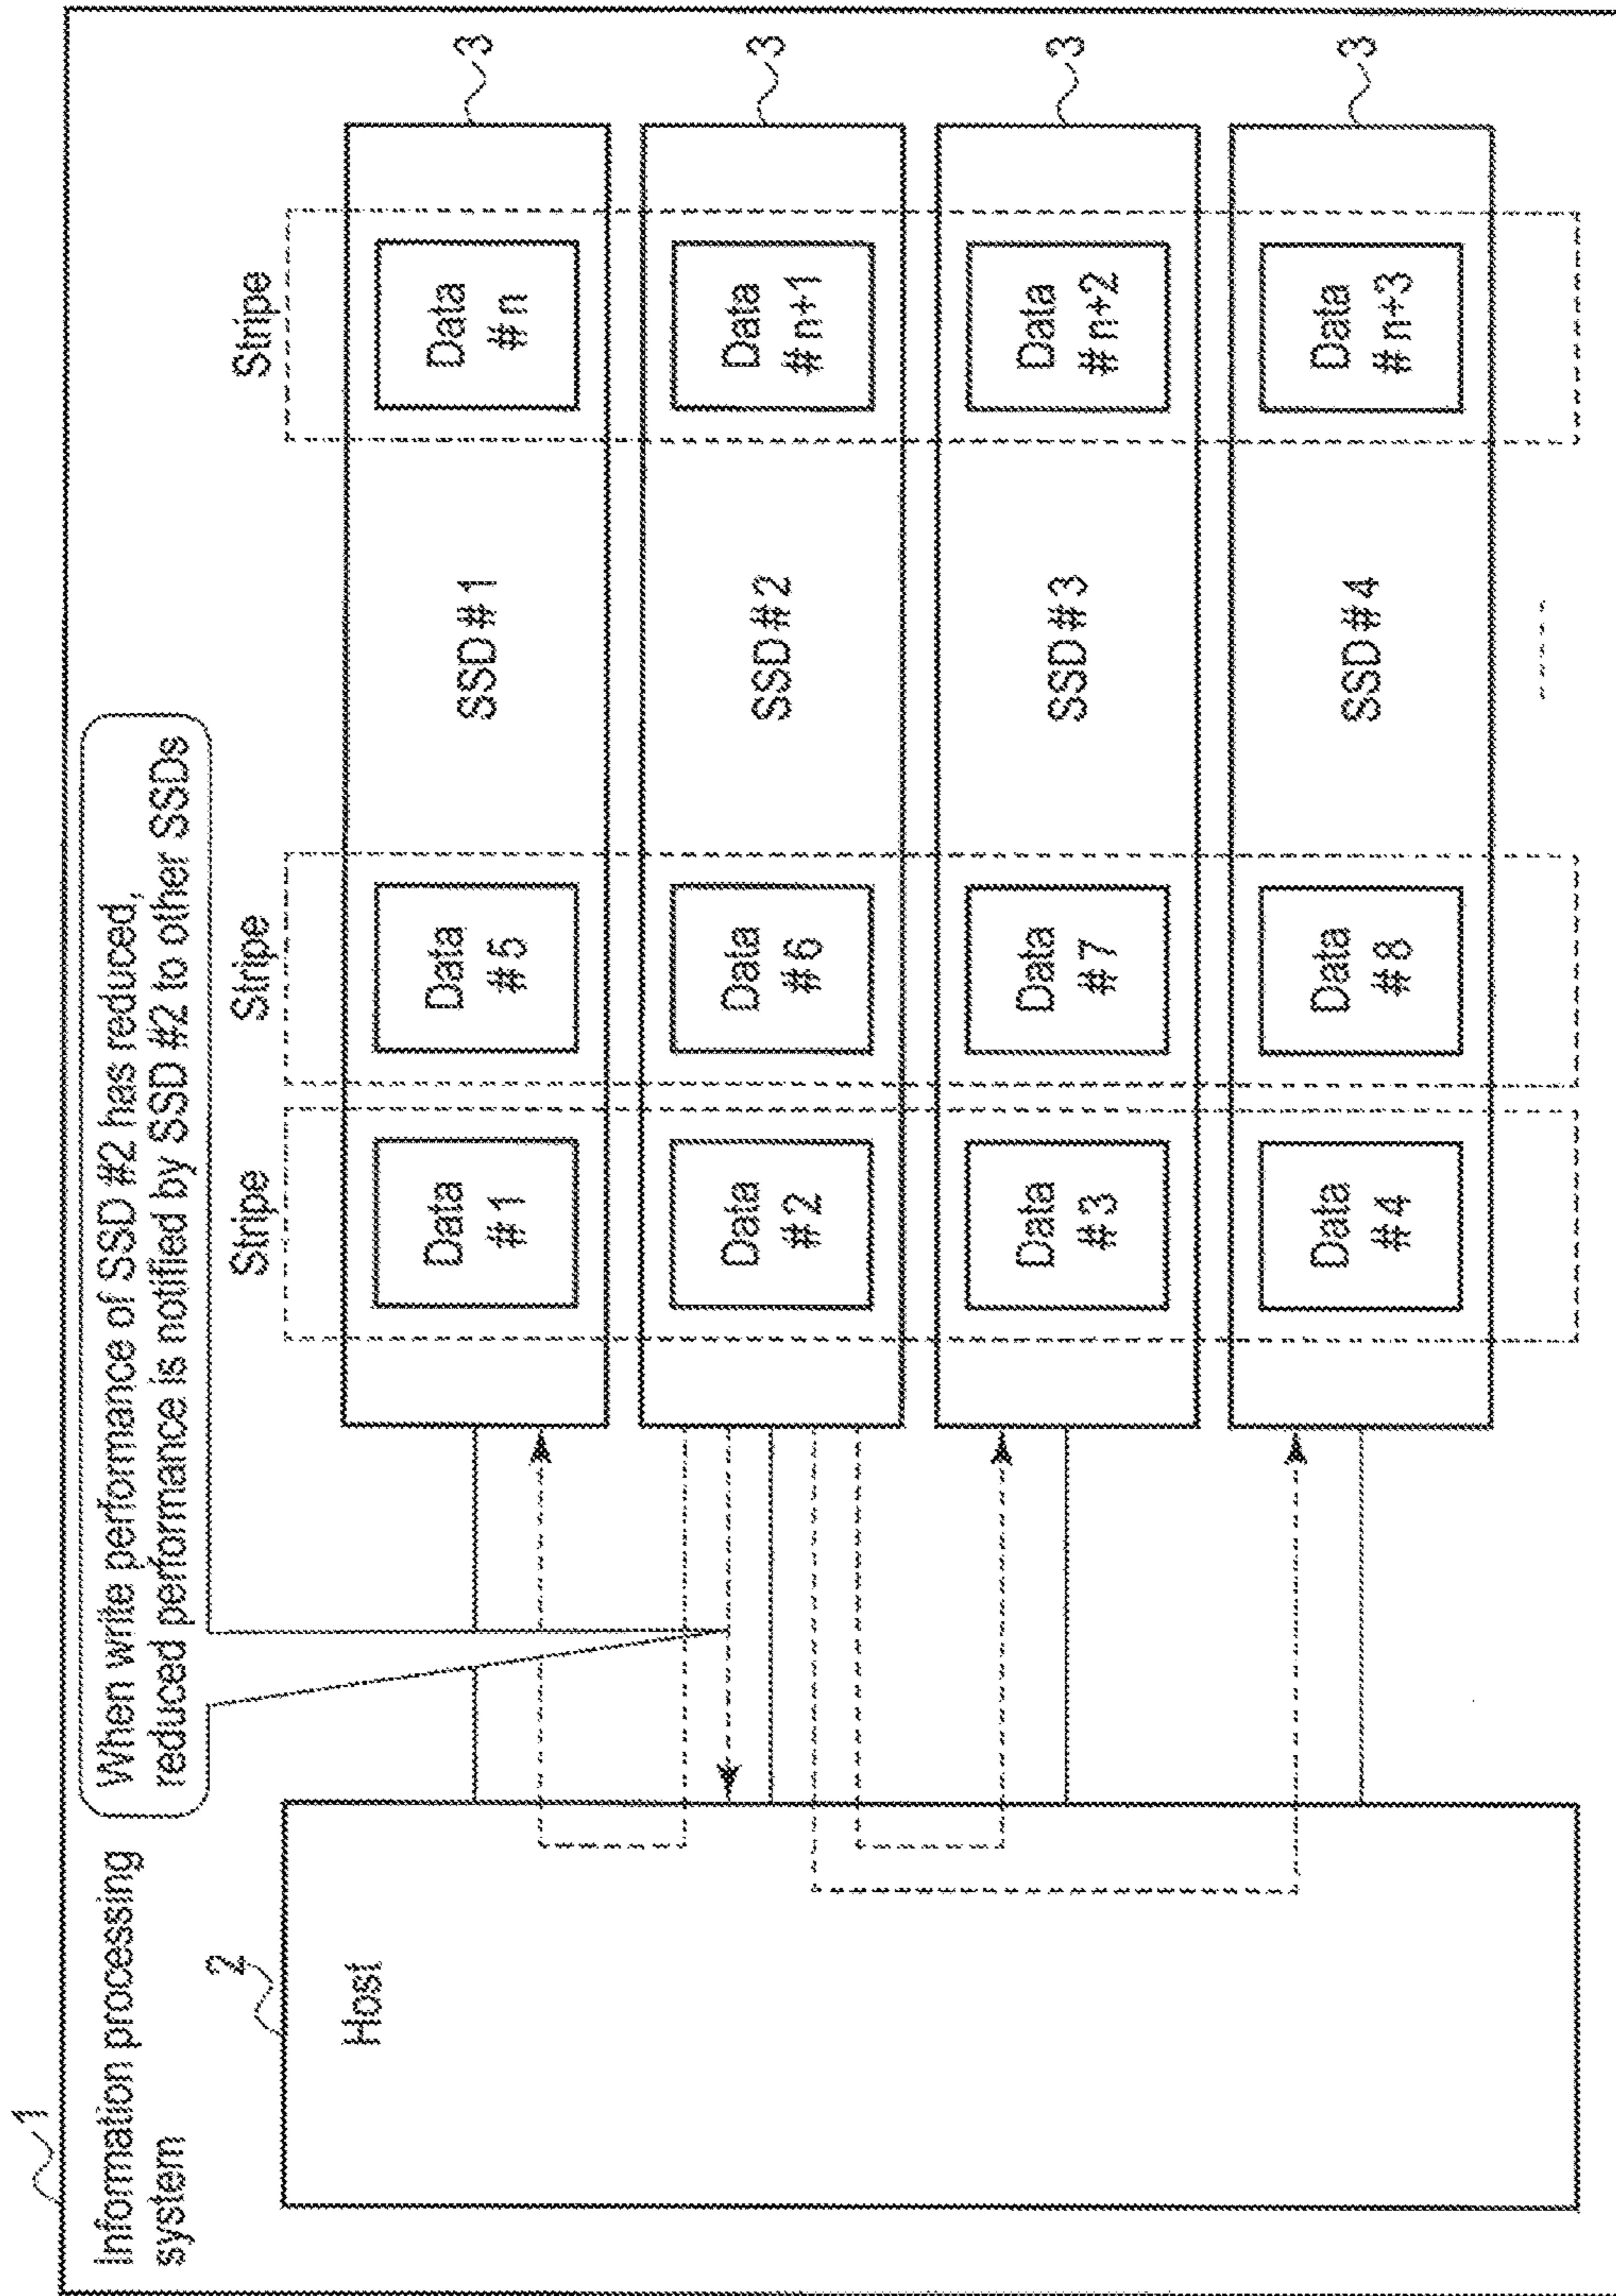 1
Information processing
system
When write performance of SSD #2 has reduced,
reduced performance is notified by SSD #2 to other SSDs
2
Host
Stripe
Stripe
Stripe
Data
#1
Data
#5
SSD#1
Data
#n
3
Data
#2
Data
#6
SSD#2
Data
#n+1
3
Data
#3
Data
#7
SSD#3
Data
#n+2
3
Data
#4
Data
#8
SSD#4
Data
#n+3
3